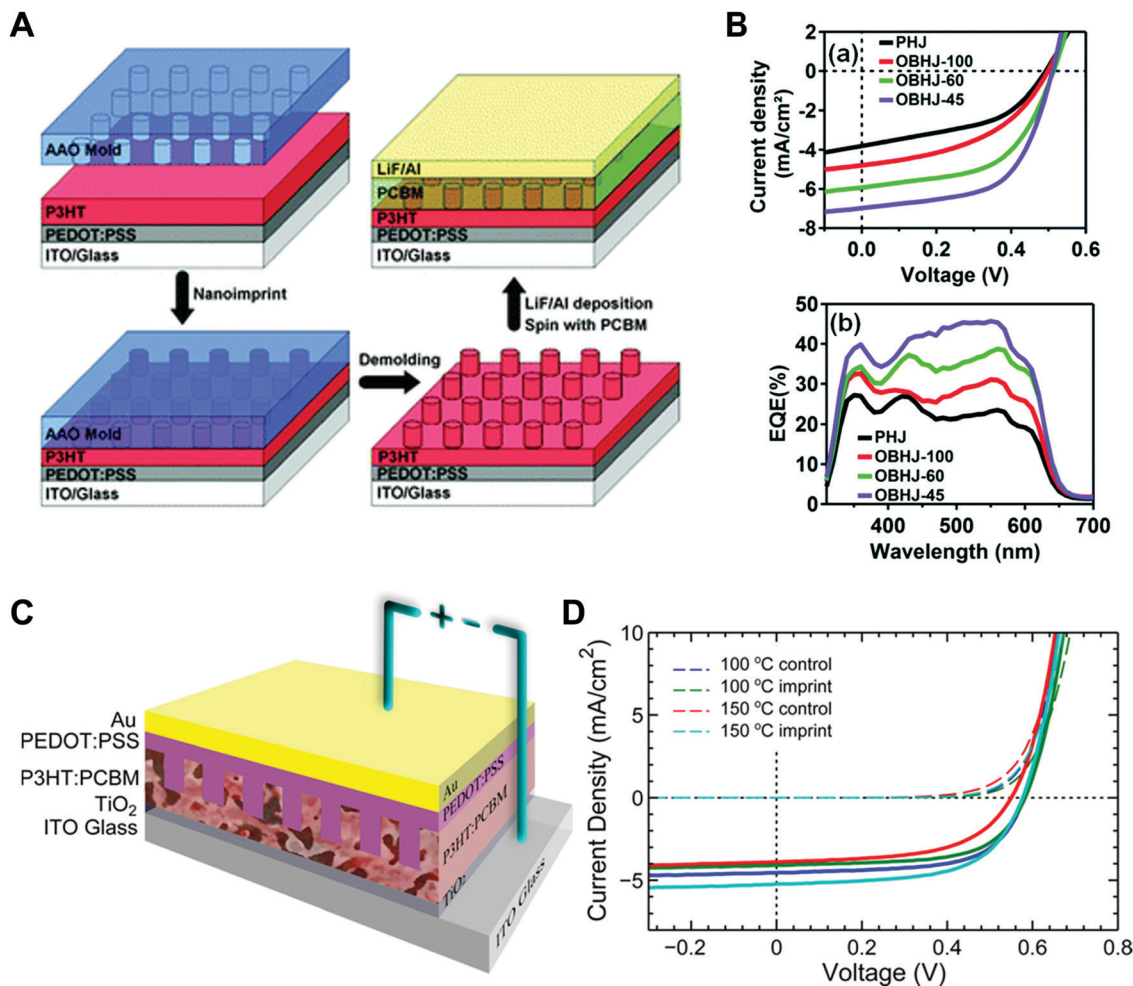 A
AAO Mold
P3HT
PEDOT:PSS
ITO/Glass
Nanoimprint
AAO Mold
P3HT
PEDOT:PSS
ITO/Glass
Demolding
P3HT
PEDOT:PSS
ITO/Glass
LiF/Al deposition
Spin with PCBM
LiF/Al
PCBM
P3HT
PEDOT:PSS
ITO/Glass
B
(a)
PHJ
OBHJ-100
OBHJ-60
OBHJ-45
Current density
(mA/cm²)
2
0
-2
-4
-6
-8
0.0 0.2 0.4 0.6
Voltage (V)
(b)
PHJ
OBHJ-100
OBHJ-60
OBHJ-45
EQE(%)
50
40
30
20
10
0
400 500 600 700
Wavelength (nm)
C
Au
PEDOT:PSS
P3HT:PCBM
TiO₂
ITO Glass
+ -
Au
PEDOT:PSS
P3HT:PCBM
TiO₂
ITO Glass
D
100 °C control
100 °C imprint
150 °C control
150 °C imprint
Current Density (mA/cm²)
10
5
0
−5
−0.2 0 0.2 0.4 0.6 0.8
Voltage (V)